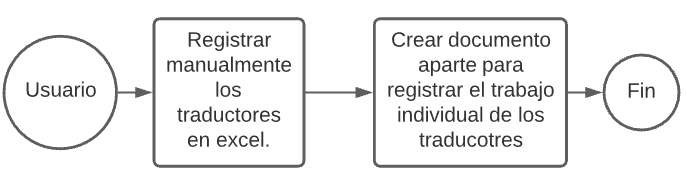 Usuario
Registrar
manualmente
los
traductores
en excel.
Crear documento
aparte para
registrar el trabajo
individual de los
traducotres
Fin